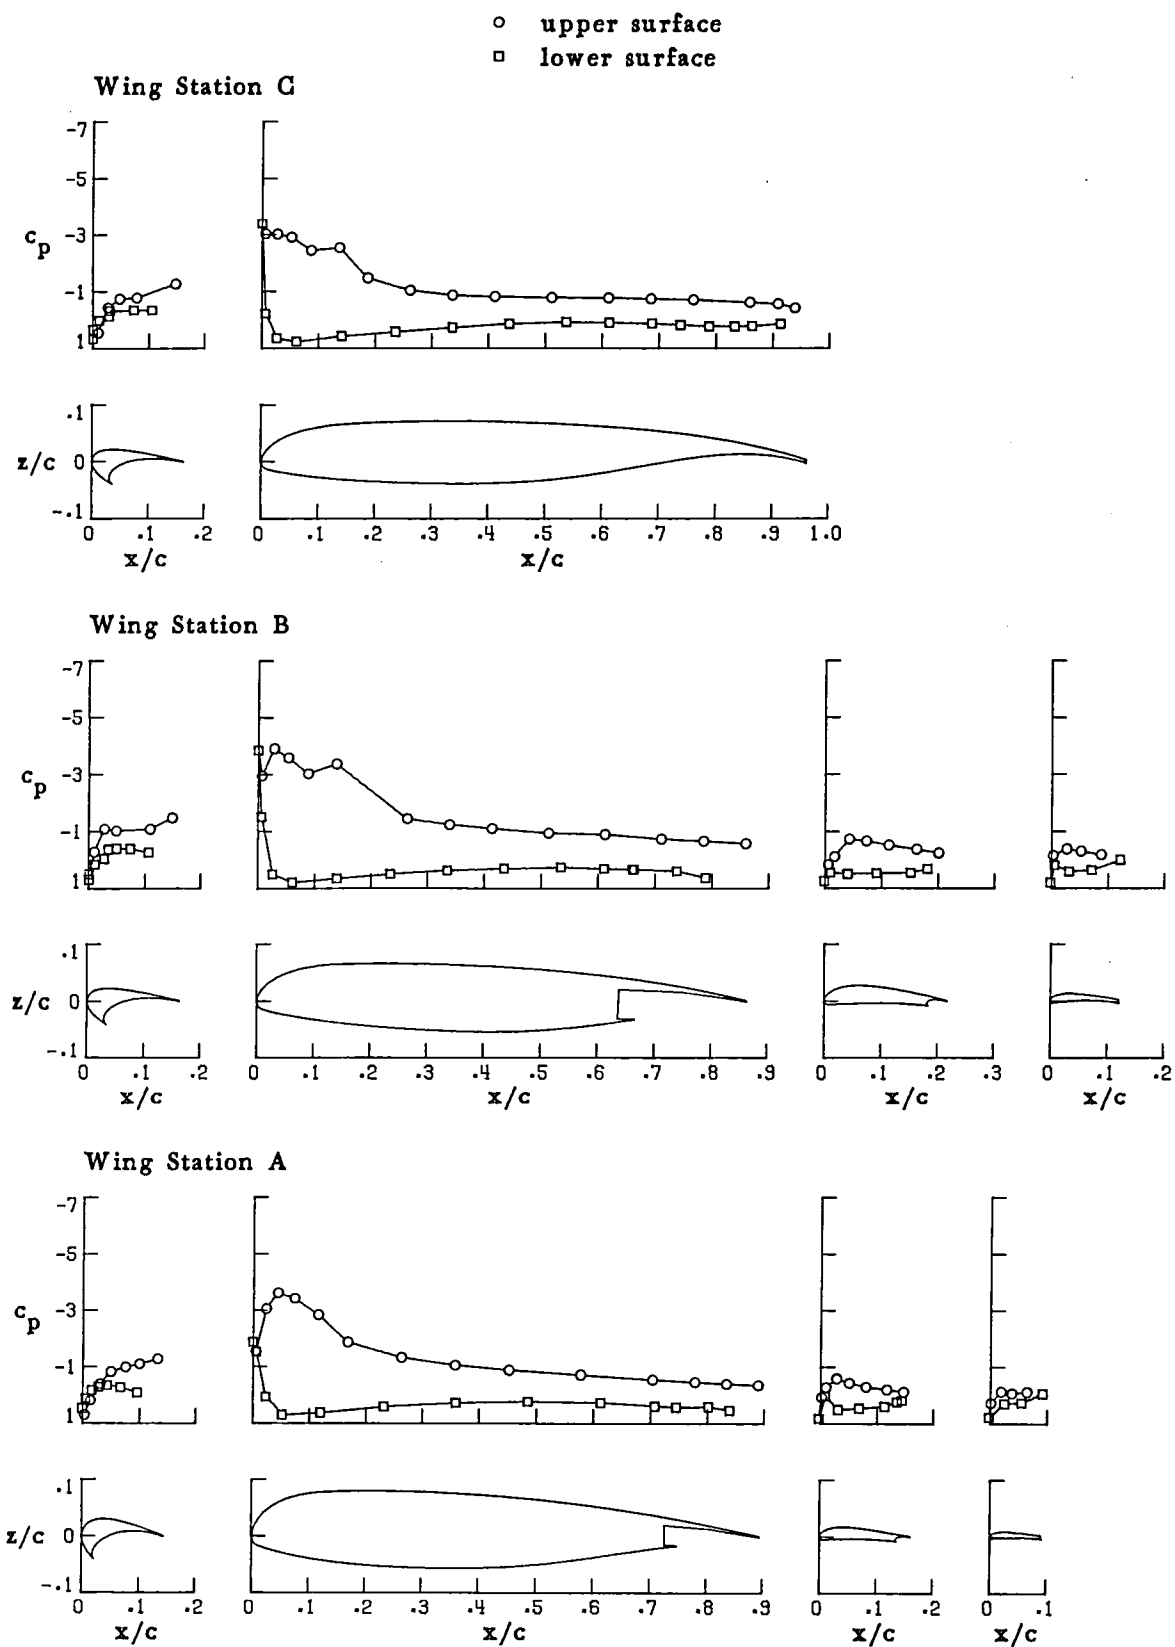 upper surface
lower surface
Wing Station C
-7
-5
cp -3
-1
1
.1
z/c 0
-.1
0 .1 .2 0 .1 .2 .3 .4 .5 .6 .7 .8 .9 1.0
x/c x/c
Wing Station B
-7
-5
cp -3
-1
1
.1
z/c 0
-.1
0 .1 .2 0 .1 .2 .3 .4 .5 .6 .7 .8 .9 0 .1 .2 .3 0 .1 .2
x/c x/c x/c x/c
Wing Station A
-7
-5
cp -3
-1
1
.1
z/c 0
-.1
0 .1 .2 0 .1 .2 .3 .4 .5 .6 .7 .8 .9 0 .1 .2 0 .1
x/c x/c x/c x/c